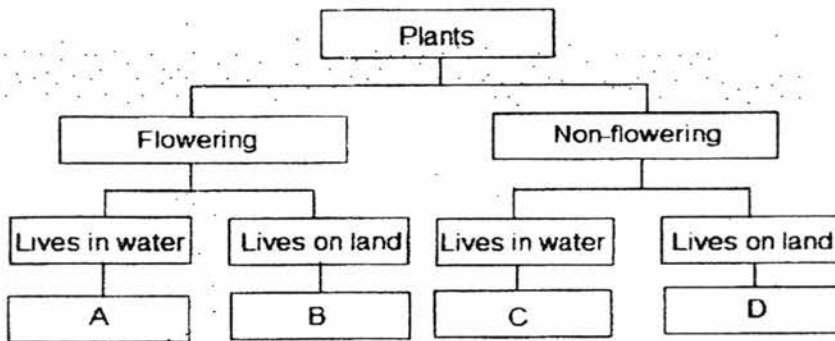 Plants
Flowering
Non-flowering
Lives in water
Lives on land
Lives in water
Lives on land
A
B
C
D